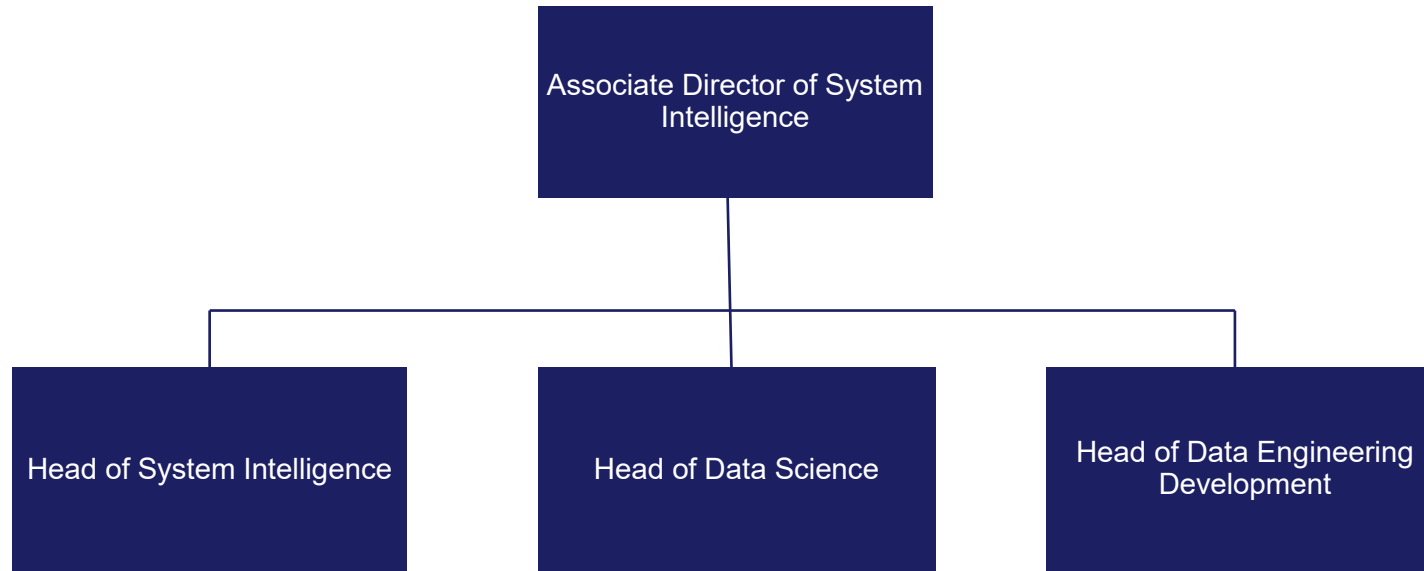 Associate Director of System
Intelligence
Head of System Intelligence
Head of Data Science
Head of Data Engineering
Development